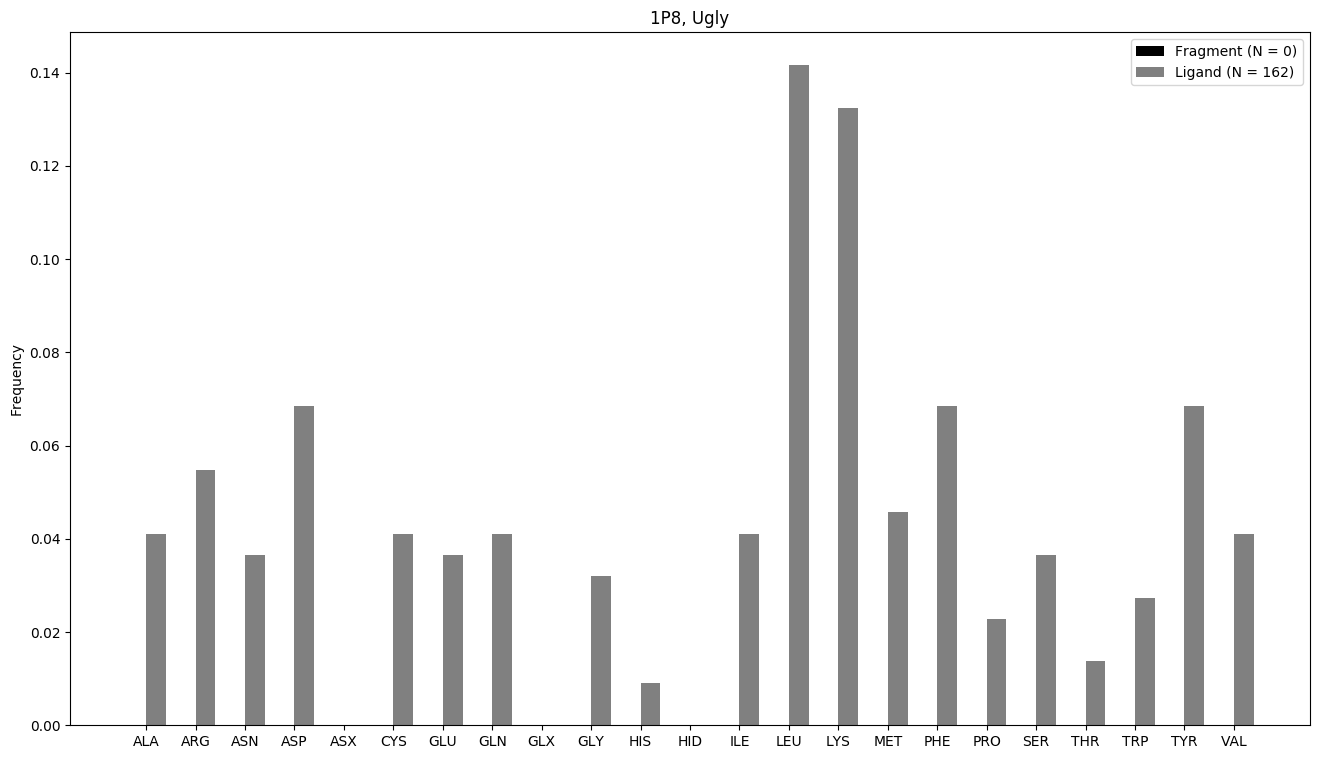 1P8, Ugly
Fragment (N = 0)
Ligand (N = 162)
0.14
0.12
0.10
0.08
0.06
0.04
0.02
0.00
Frequency
ALA ARG ASN ASP ASX CYS GLU GLN GLX GLY HIS HID ILE LEU LYS MET PHE PRO SER THR TRP TYR VAL